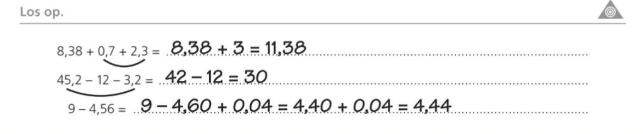 Los op.
8,38 + 0,7 + 2,3 = 8,38 + 3 = 11,38
45,2 – 12 – 3,2 = 42 – 12 = 30
9 – 4,56 = 9 – 4,60 + 0,04 = 4,40 + 0,04 = 4,44